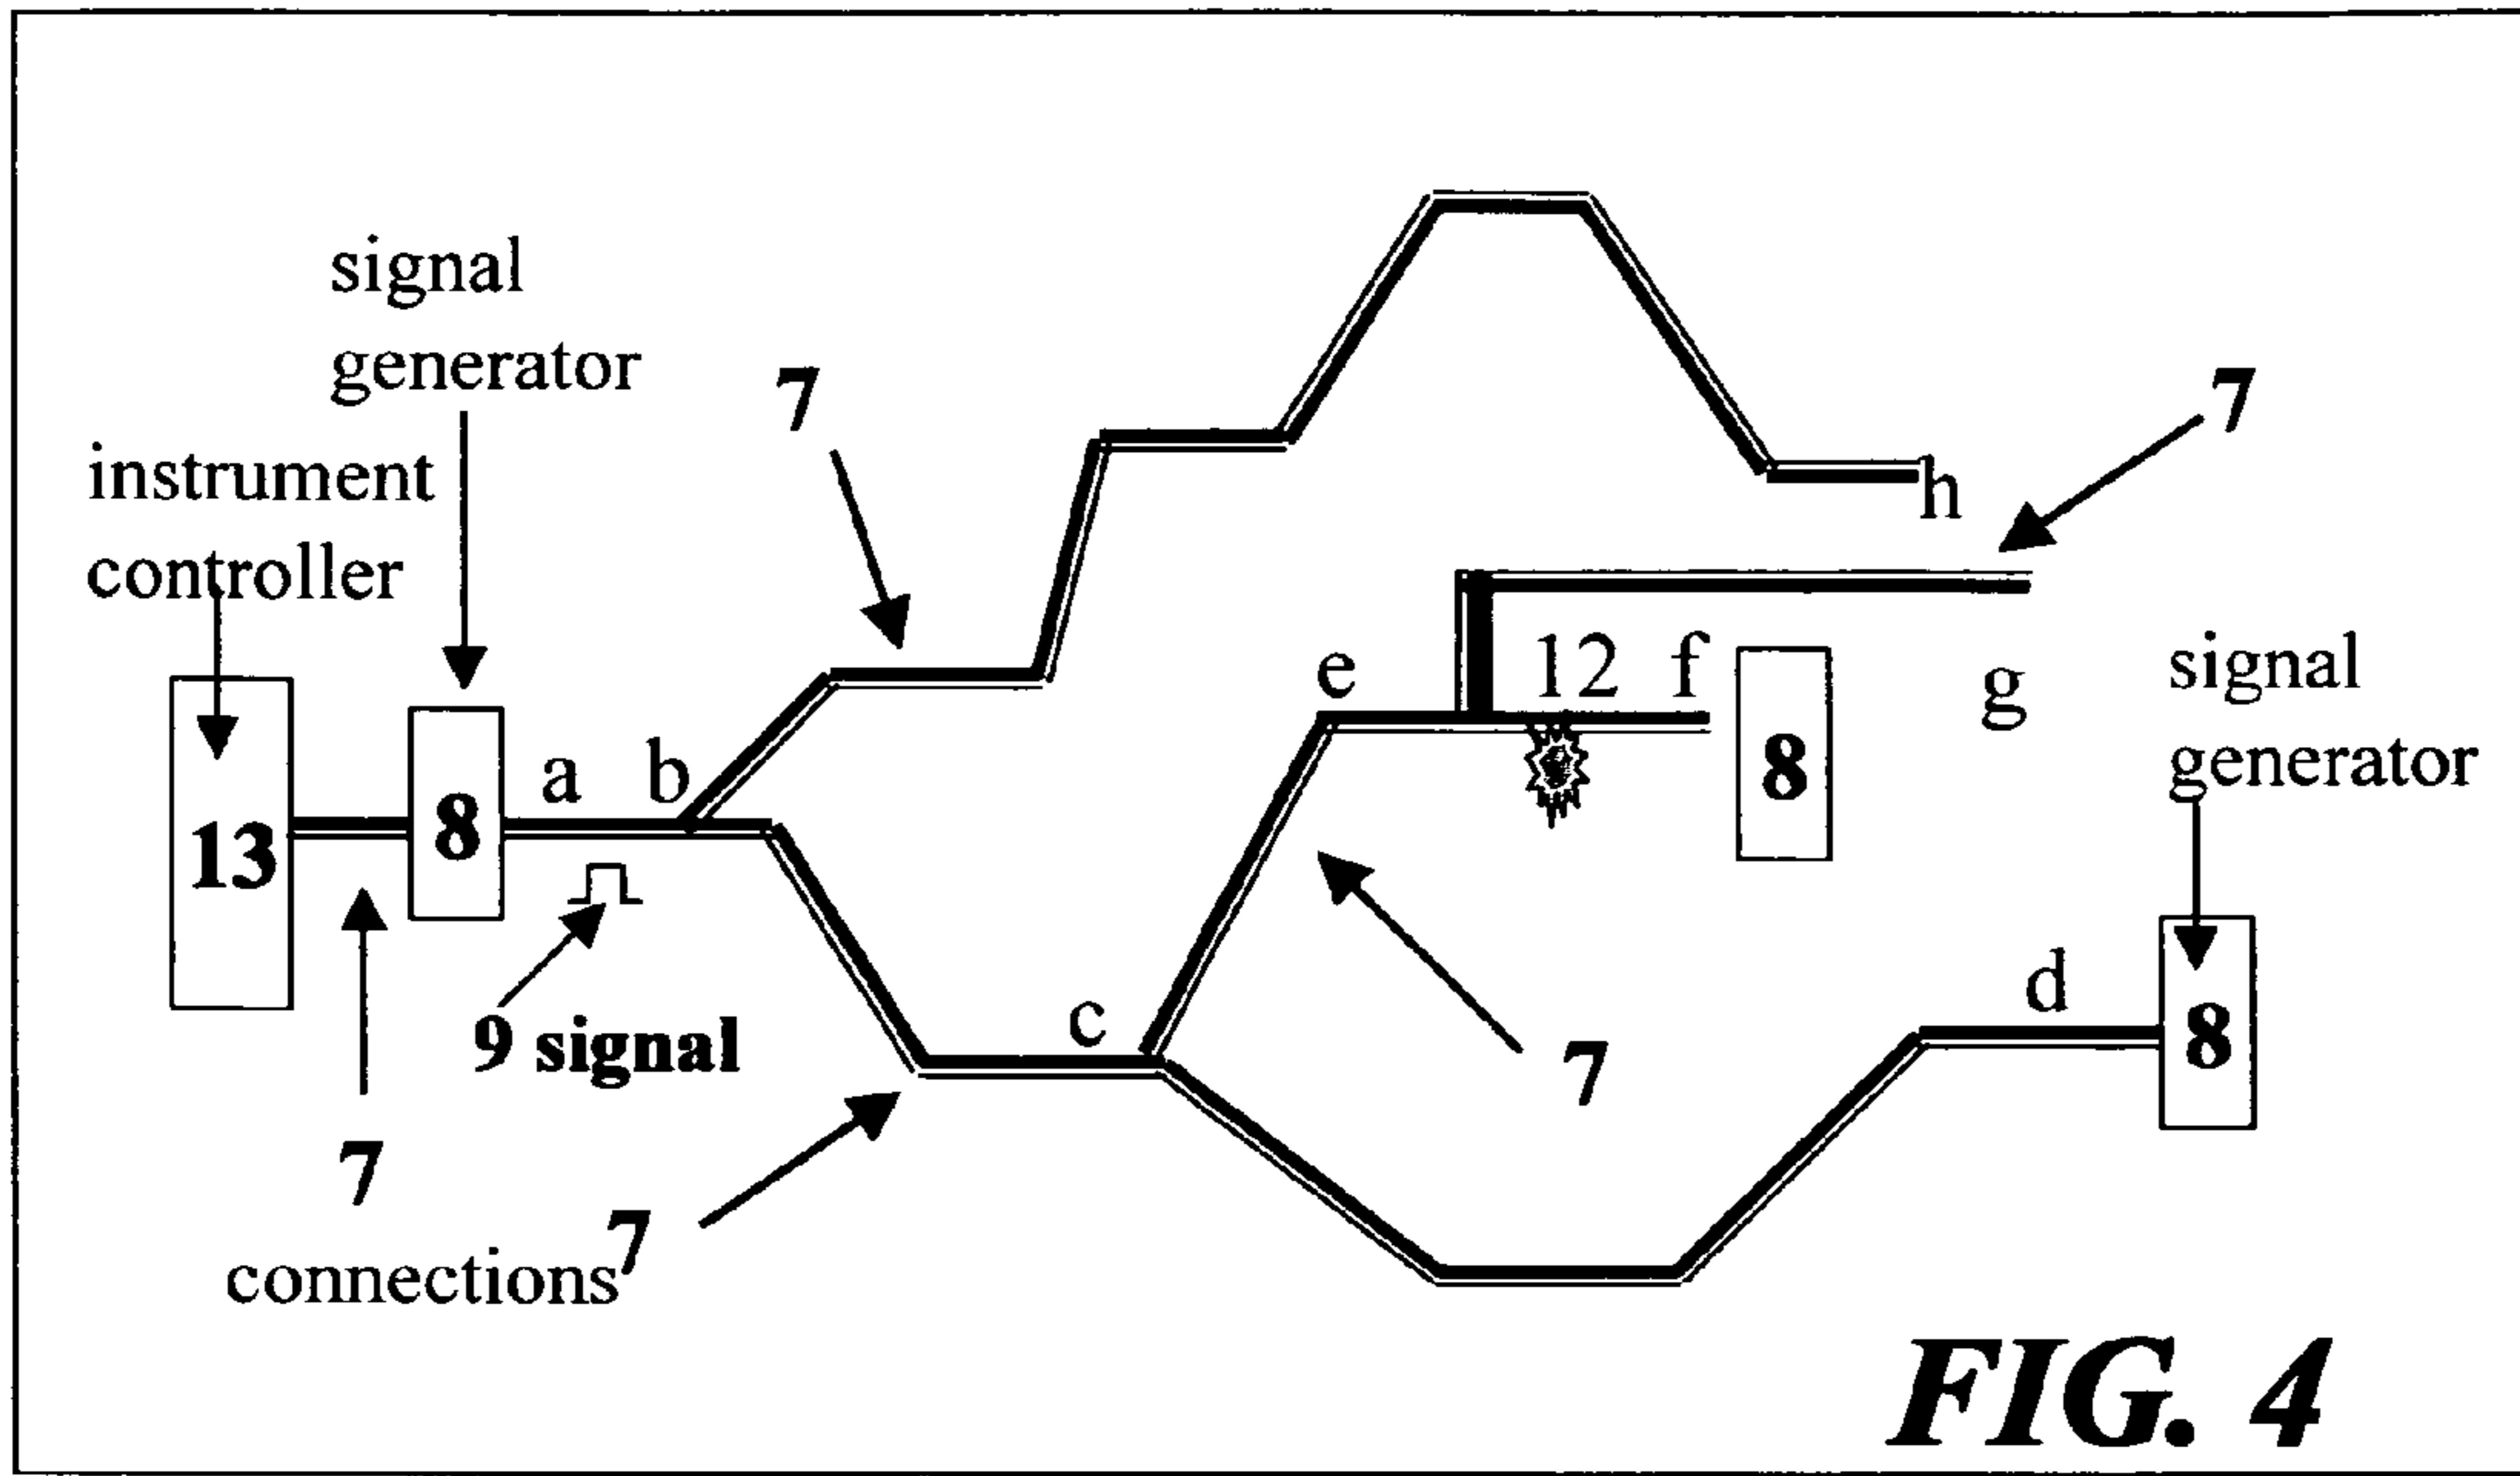 signal
generator
7
7
instrument
controller
h
e
12
f
g
signal
generator
a
b
8
8
13
d
c
9 signal
8
7
7
7
connections
FIG. 4